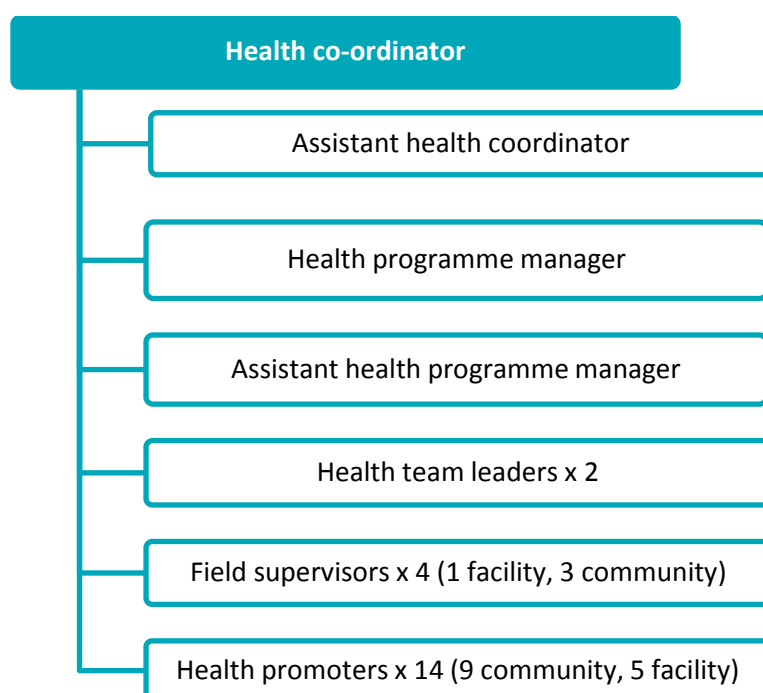 Health co-ordinator
Assistant health coordinator
Health programme manager
Assistant health programme manager
Health team leaders x 2
Field supervisors x 4 (1 facility, 3 community)
Health promoters x 14 (9 community, 5 facility)